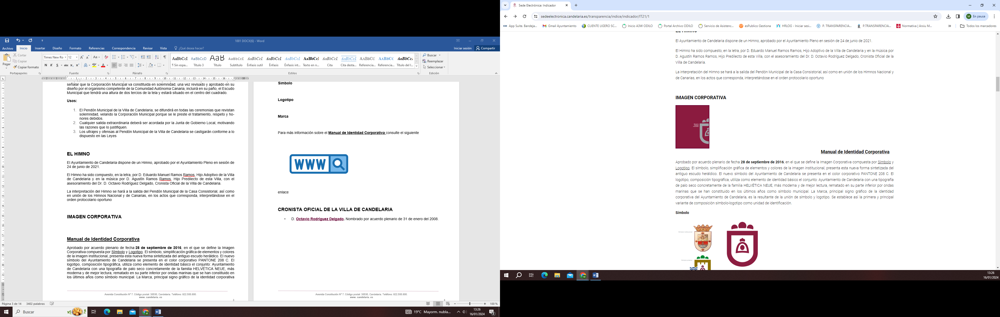 1001 DOCX(6) - Word
Archivo Inicio Insertar Diseño Formato Referencias Correspondencia Revisar Vista ¿Qué desea hacer? Iniciar sesión Compartir
Pegar
Cortar
Copiar
Copiar formato
Portapapeles
Times New Ro 12
N K S abc x₂ x²
Fuente
Párrafo
AaBbCcI AaBbCcD AaB AaBbCcD AaBbCcI AaBbCcI AaBbCcI AaBbCcI AaBbCcI AaBbCcI AABBCC AABBCC AaBbCcI
¶ Sin espa... Título 3 Título Subtítulo Énfasis sutil Énfasis Énfasis int... Texto en n... Cita Cita desta... Referencia... Referencia... Título del l...
Estilos
Buscar
Reemplazar
Seleccionar
Edición
señalar que la Corporación Municipal va constituida en solemnidad, una vez revisado y aprobado en su
diseño por el organismo competente de la Comunidad Autónoma Canaria, incluirá en su paño, el Escudo
Municipal que tendrá una altura de dos tercios de la tela y estará situado en el centro del cuadrado.
Usos:
1. El Pendón Municipal de la Villa de Candelaria, se difundirá en todas las ceremonias que revistan
solemnidad, velando la Corporación Municipal porque se le preste el tratamiento, respeto y ho-
nores debidos.
2. Cualquier salida extraordinaria deberá ser acordada por la Junta de Gobierno Local, motivando
las razones que lo justifiquen.
3. Los ultrajes y ofensas al Pendón Municipal de la Villa de Candelaria se castigarán conforme a lo
dispuesto en las Leyes
EL HIMNO
El Ayuntamiento de Candelaria dispone de un Himno, aprobado por el Ayuntamiento Pleno en sesión de
24 de junio de 2021.
El Himno ha sido compuesto, en la letra, por D. Eduardo Manuel Ramos Ramos, Hijo Adoptivo de la Villa
de Candelaria y en la música por D. Agustín Ramos Ramos, Hijo Predilecto de esta Villa, con el
asesoramiento del Dr. D. Octavio Rodríguez Delgado, Cronista Oficial de la Villa de Candelaria.
La interpretación del Himno se hará a la salida del Pendón Municipal de la Casa Consistorial, así como
en unión de los Himnos Nacional y de Canarias, en los actos que corresponda, interpretándose en el
orden protocolario oportuno
IMAGEN CORPORATIVA
Manual de Identidad Corporativa
Aprobado por acuerdo plenario de fecha 28 de septiembre de 2016, en el que se define la Imagen
Corporativa compuesta por Símbolo y Logotipo. El símbolo, simplificación gráfica de elementos y colores
de la imagen institucional, presenta esta nueva forma sintetizada del antiguo escudo heráldico. El nuevo
símbolo del Ayuntamiento de Candelaria se presenta en el color corporativo PANTONE 208 C. El
logotipo, composición tipográfica, utiliza como elemento de identidad básico el conjunto: Ayuntamiento
de Candelaria con una tipografía de palo seco concretamente de la familia HELVÉTICA NEUE, más
moderna y de mejor lectura, rematado en su parte inferior por ondas marinas que se han constituido en
los últimos años como símbolo municipal. La Marca, principal signo gráfico de la identidad corporativa
Avenida Constitución Nº 7. Código postal: 38530, Candelaria. Teléfono: 922.500.800.
www. candelaria. es
3
Símbolo
Logotipo
Marca
Para más información sobre el Manual de Identidad Corporativa consulte el siguiente
WWW
enlace
CRONISTA OFICIAL DE LA VILLA DE CANDELARIA
D. Octavio Rodríguez Delgado. Nombrado por acuerdo plenario de 31 de enero del 2008.
Avenida Constitución Nº 7. Código postal: 38530, Candelaria. Teléfono: 922.500.800.
www. candelaria. es
4
Página 3 de 14 3402 palabras 100 %
Buscar 19°C Mayorm. nubla... 13:26
16/01/2024 2
Sede Electrónica: Indicador
sedeelectronica.candelaria.es/transparencia/indice/indicador/IT21/1 M En pausa
App Suite. Bandeja... Gmail Ayuntamiento CLIENTE LIGERO SC... Inicio A3W ODILO Portal Archivo ODILO Servicio de Asistenc... esPublico Gestiona HRLOG - Iniciar sesi... P. TRANSPARENCIA... P.TRANSPARENCIA... Normativa | Arxiu M... » Todos los marcadores
EL HIMNO
El Ayuntamiento de Candelaria dispone de un Himno, aprobado por el Ayuntamiento Pleno en sesión de 24 de junio de 2021.
El Himno ha sido compuesto, en la letra, por D. Eduardo Manuel Ramos Ramos, Hijo Adoptivo de la Villa de Candelaria y en la música por
D. Agustín Ramos Ramos, Hijo Predilecto de esta Villa, con el asesoramiento del Dr. D. Octavio Rodríguez Delgado, Cronista Oficial de la
Villa de Candelaria.
La interpretación del Himno se hará a la salida del Pendón Municipal de la Casa Consistorial, así como en unión de los Himnos Nacional y
de Canarias, en los actos que corresponda, interpretándose en el orden protocolario oportuno
IMAGEN CORPORATIVA
Manual de Identidad Corporativa
Aprobado por acuerdo plenario de fecha 28 de septiembre de 2016, en el que se define la Imagen Corporativa compuesta por Símbolo y
Logotipo. El símbolo, simplificación gráfica de elementos y colores de la imagen institucional, presenta esta nueva forma sintetizada del
antiguo escudo heráldico. El nuevo símbolo del Ayuntamiento de Candelaria se presenta en el color corporativo PANTONE 208 C. El
logotipo, composición tipográfica, utiliza como elemento de identidad básico el conjunto: Ayuntamiento de Candelaria con una tipografía
de palo seco concretamente de la familia HELVÉTICA NEUE, más moderna y de mejor lectura, rematado en su parte inferior por ondas
marinas que se han constituido en los últimos años como símbolo municipal. La Marca, principal signo gráfico de la identidad
corporativa del Ayuntamiento de Candelaria, es la resultante de la unión de símbolo y logotipo. Se establece así la primera y principal
variante de composición símbolo-logotipo como unidad de identificación.
Símbolo
13:26
16/01/2024